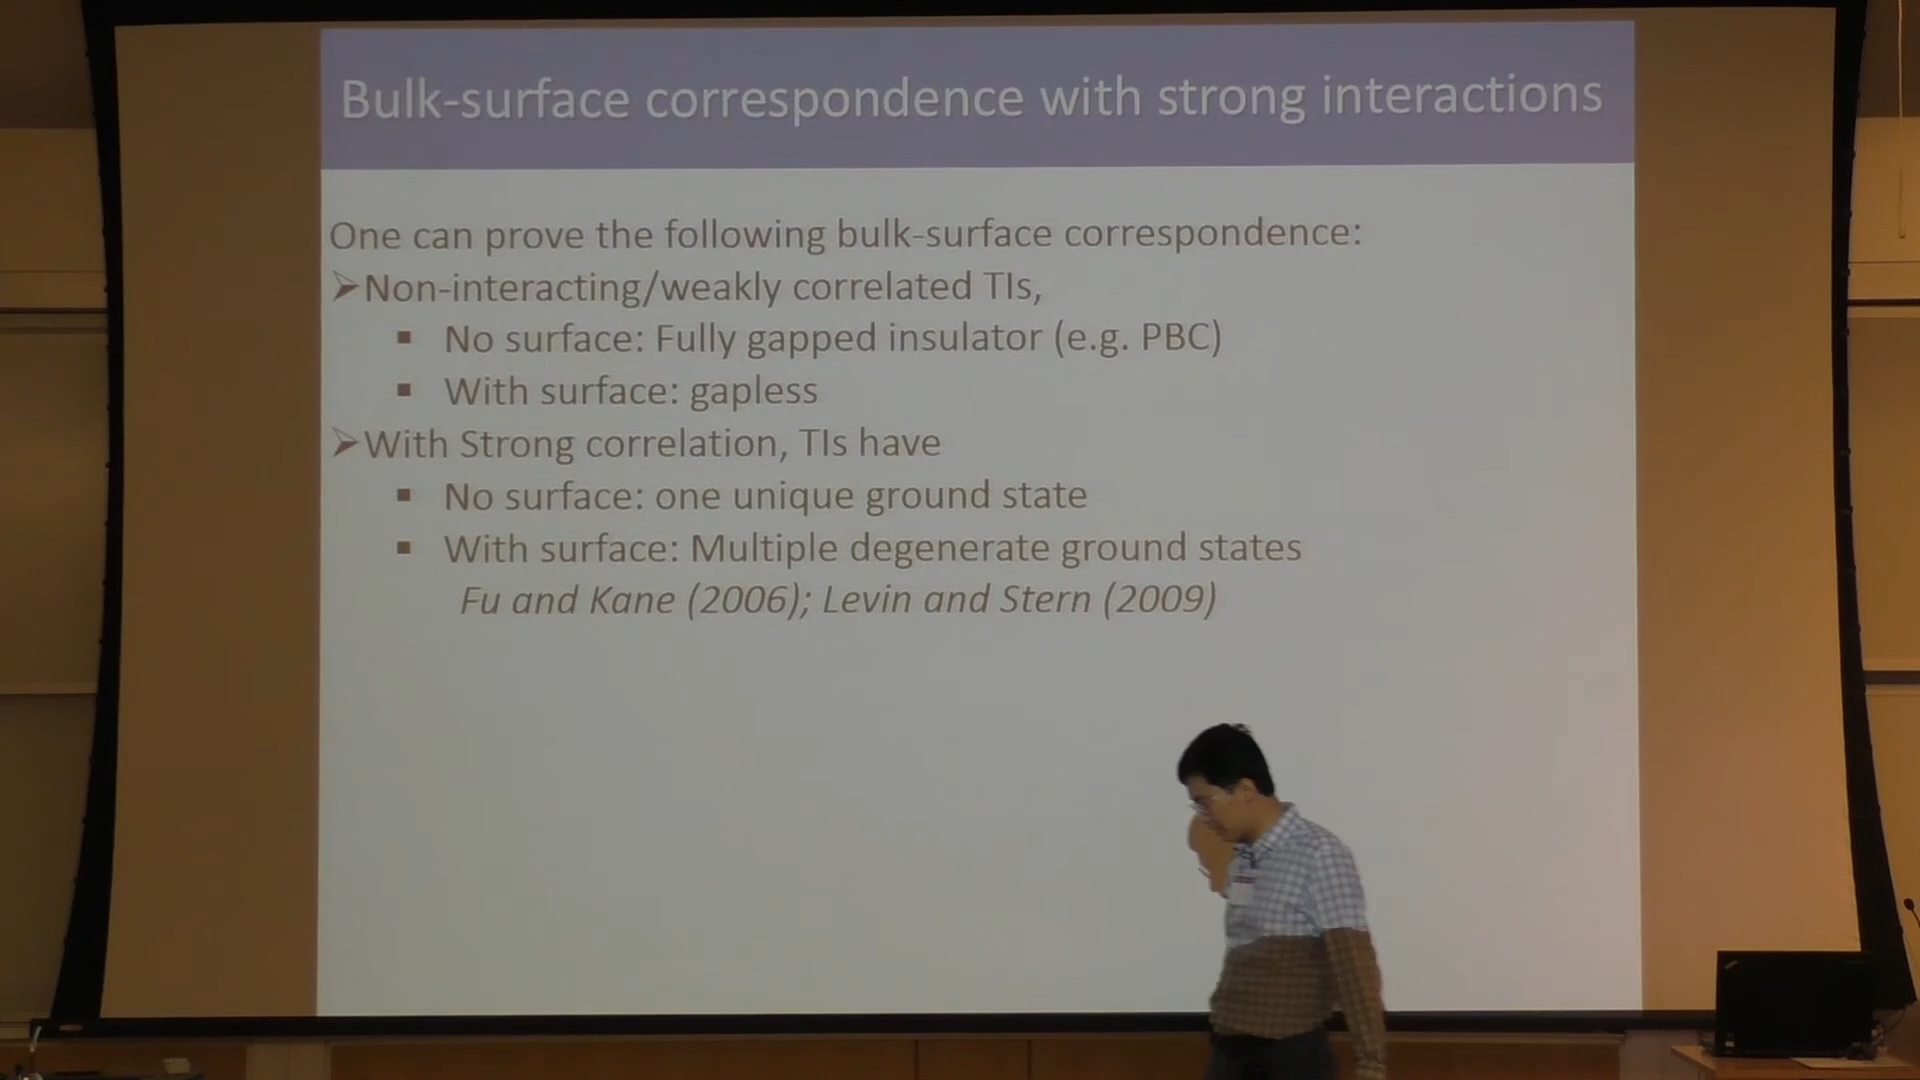 Bulk-surface correspondence with strong interactions
One can prove the following bulk-surface correspondence:
➢Non-interacting/weakly correlated TIs,
▪ No surface: Fully gapped insulator (e.g. PBC)
▪ With surface: gapless
➢With Strong correlation, TIs have
▪ No surface: one unique ground state
▪ With surface: Multiple degenerate ground states
Fu and Kane (2006); Levin and Stern (2009)